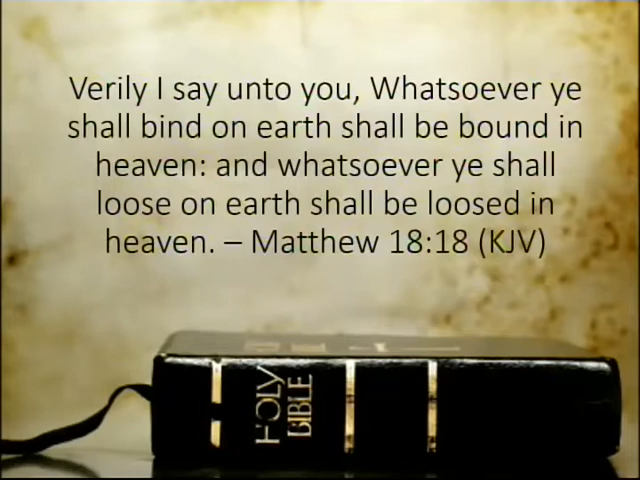 Verily I say unto you, Whatsoever ye
shall bind on earth shall be bound in
heaven: and whatsoever ye shall
loose on earth shall be loosed in
heaven. – Matthew 18:18 (KJV)
HOLY
BIBLE